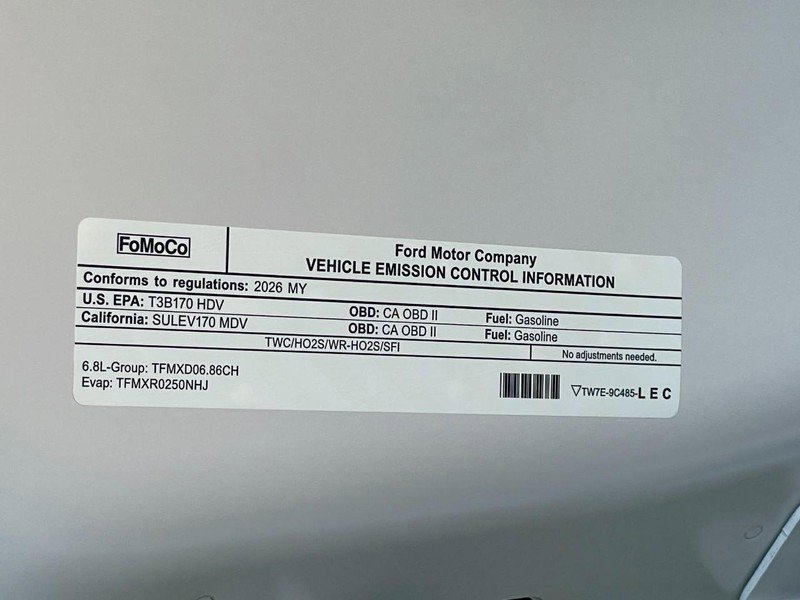 FoMoCo
Ford Motor Company
VEHICLE EMISSION CONTROL INFORMATION
Conforms to regulations: 2026 MY
U.S. EPA: T3B170 HDV OBD: CA OBD II Fuel: Gasoline
California: SULEV170 MDV OBD: CA OBD II Fuel: Gasoline
TWC/HO2S/WR-HO2S/SFI No adjustments needed.
6.8L-Group: TFMXD06.86CH
Evap: TFMXR0250NHJ
▽TW7E-9C485-L E C